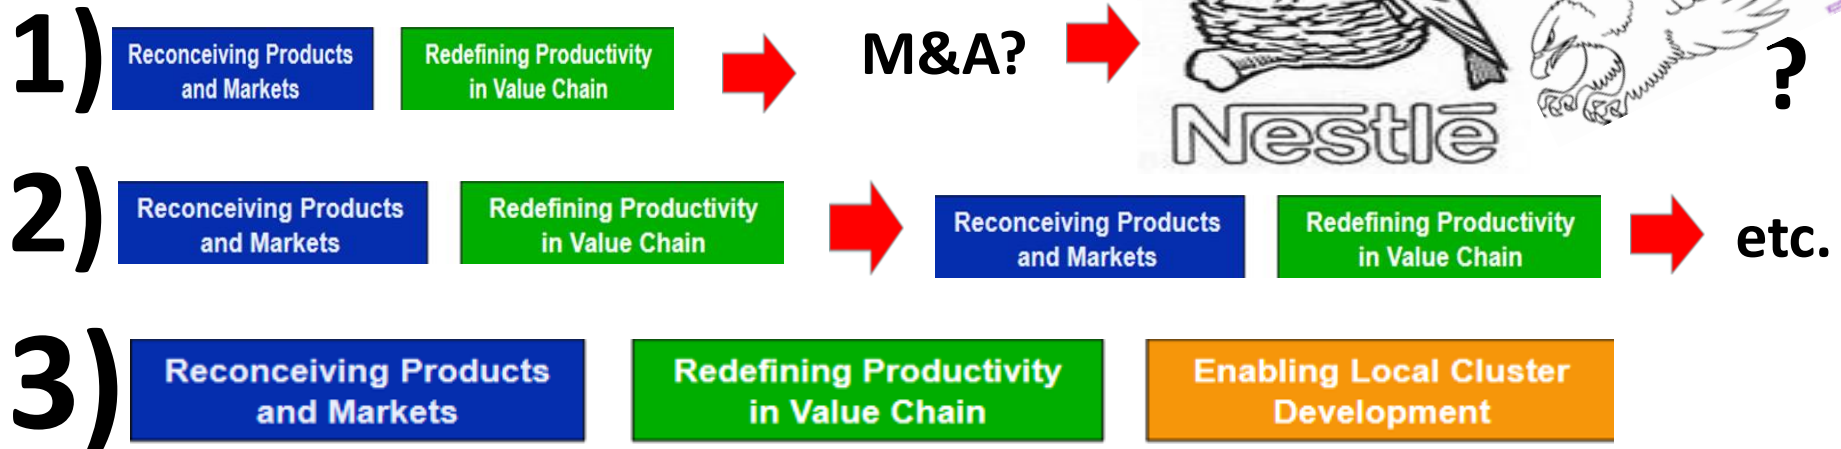 1)
Reconceiving Products
and Markets
Redefining Productivity
in Value Chain
M&A?
Nestlē
?
2)
Reconceiving Products
and Markets
Redefining Productivity
in Value Chain
Reconceiving Products
and Markets
Redefining Productivity
in Value Chain
etc.
3)
Reconceiving Products
and Markets
Redefining Productivity
in Value Chain
Enabling Local Cluster
Development